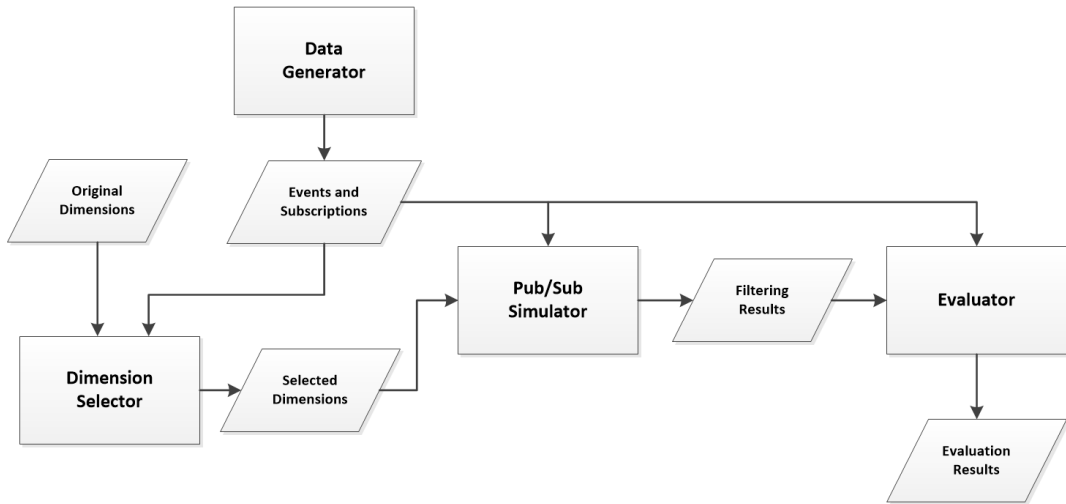 Data
Generator
Original
Dimensions
Events and
Subscriptions
Pub/Sub
Simulator
Filtering
Results
Evaluator
Dimension
Selector
Selected
Dimensions
Evaluation
Results